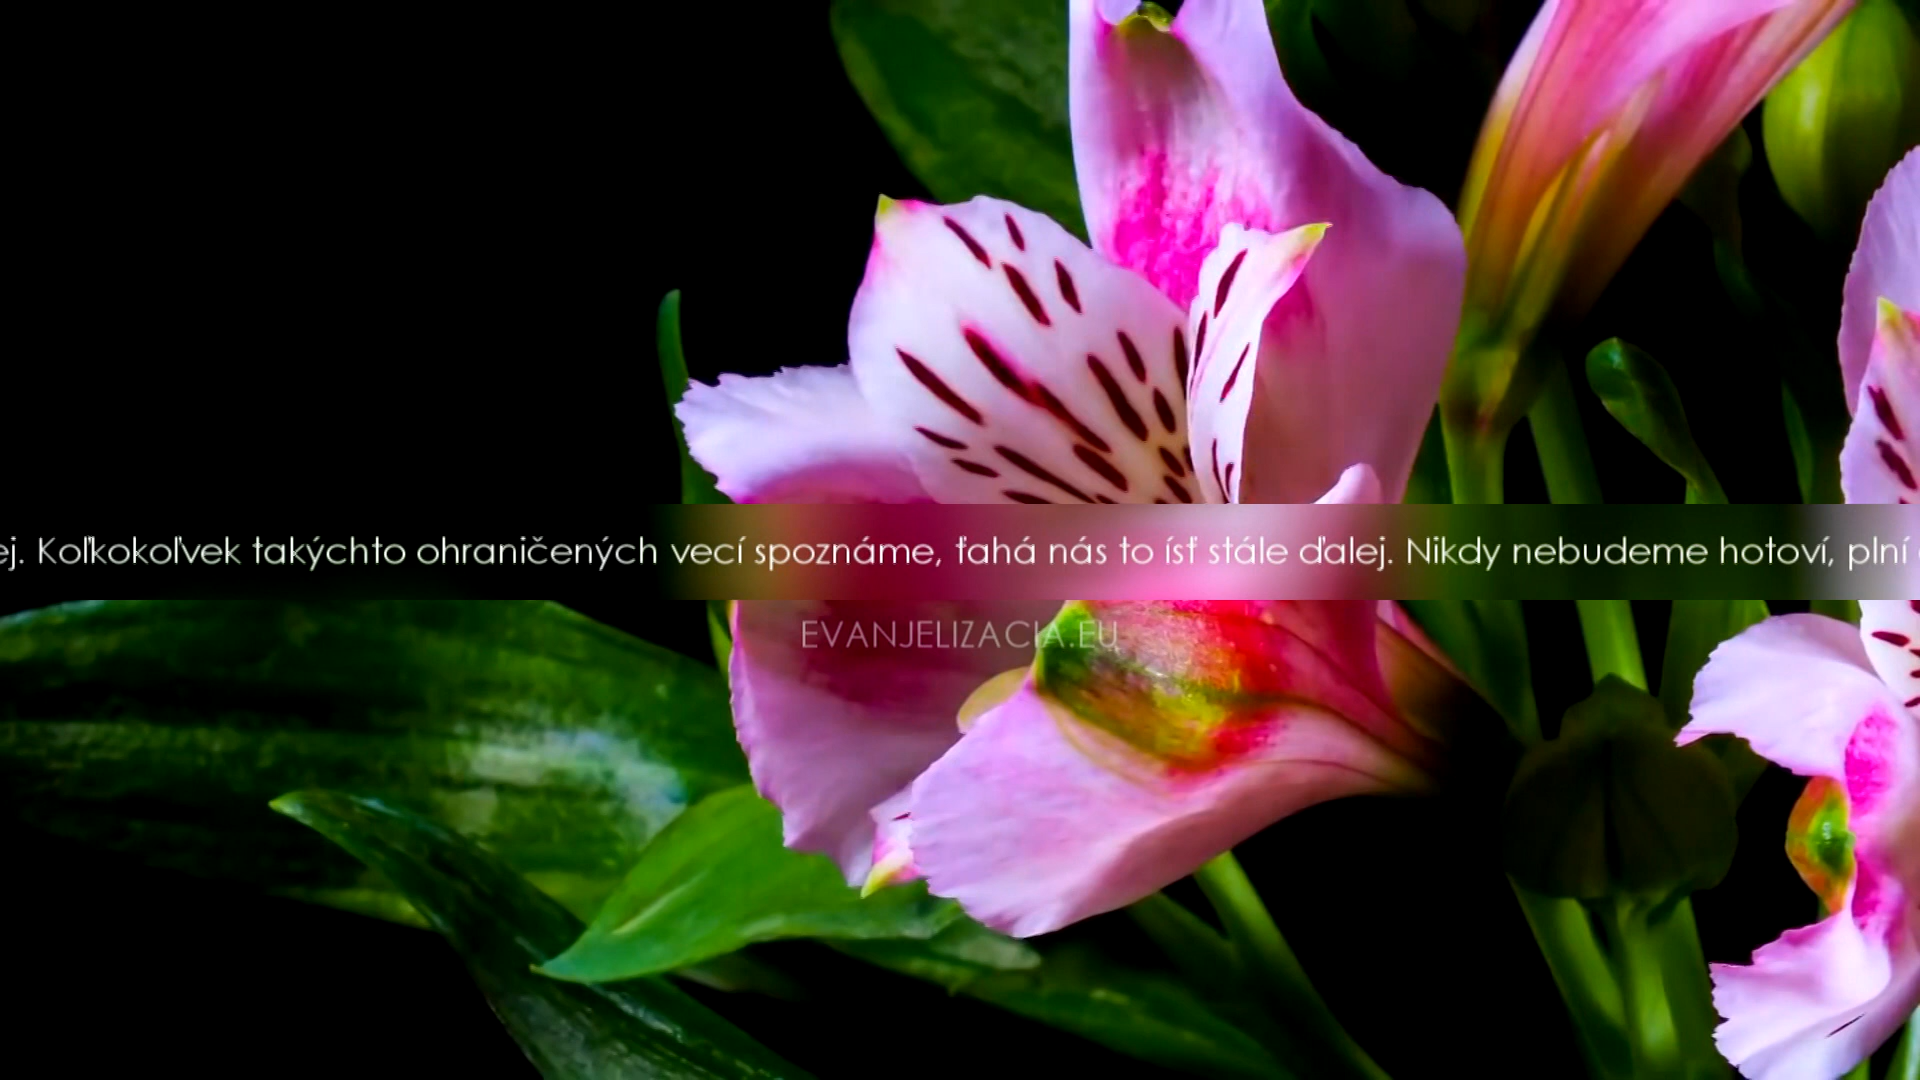 ej. Koľkokoľvek takýchto ohraničených vecí spoznáme, ťahá nás to ísť stále ďalej. Nikdy nebudeme hotoví, plní
EVANJELIZACIA.EU